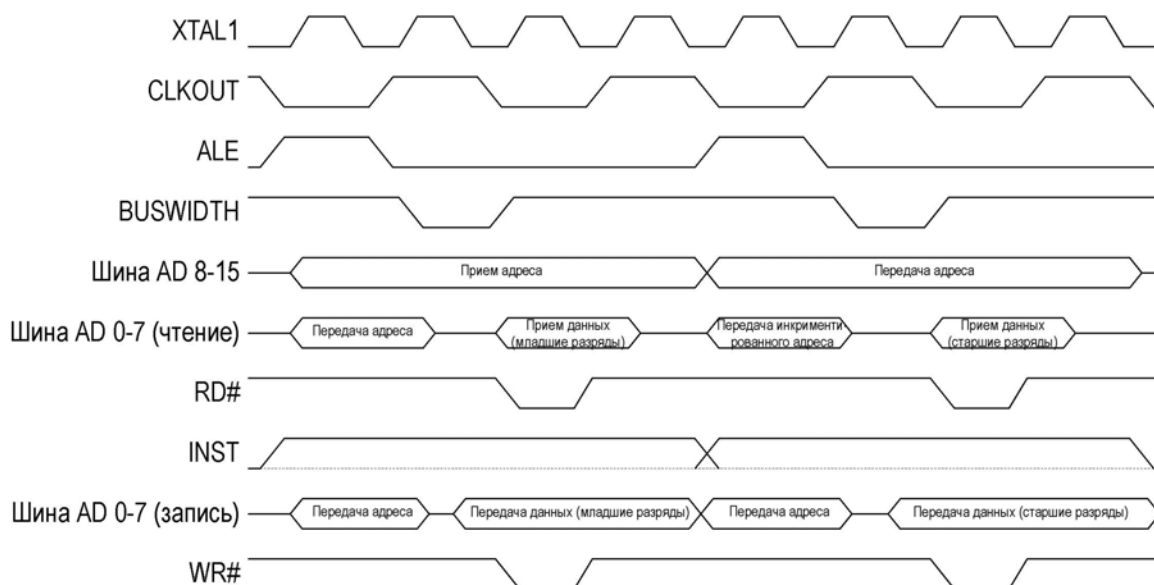 XTAL1
CLKOUT
ALE
BUSWIDTH
Шина AD 8-15
Прием адреса
Передача адреса
Шина AD 0-7 (чтение)
Передача адреса
Прием данных
(младшие разряды)
Передача инкрименти
рованного адреса
Прием данных
(старшие разряды)
RD#
INST
Шина AD 0-7 (запись)
Передача адреса
Передача данных (младшие разряды)
Передача адреса
Передача данных (старшие разряды)
WR#